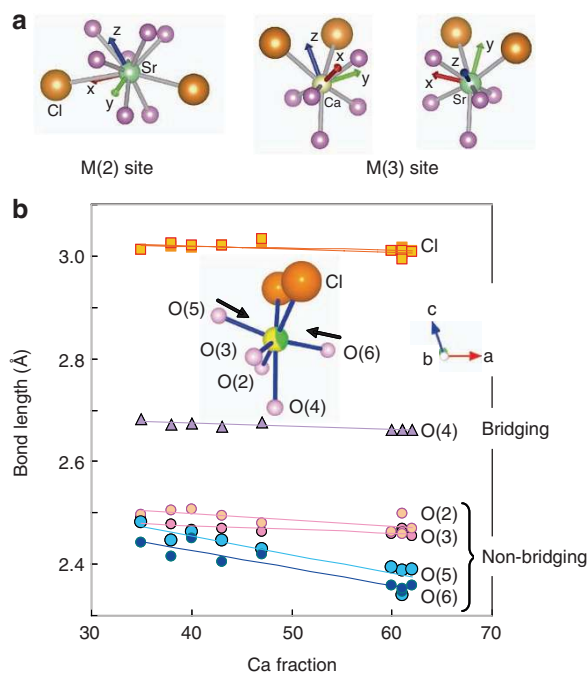 a
z
Sr
x
y
Cl
z
x
y
Ca
y
z
x
Sr
M(2) site
M(3) site
b
Bond length (Å)
3.0
2.8
2.6
2.4
Cl
Cl
O(5)
O(3)
O(2)
O(6)
O(4)
c
b
a
O(4)
Bridging
O(2)
O(3)
O(5)
O(6)
Non-bridging
30
40
50
60
70
Ca fraction